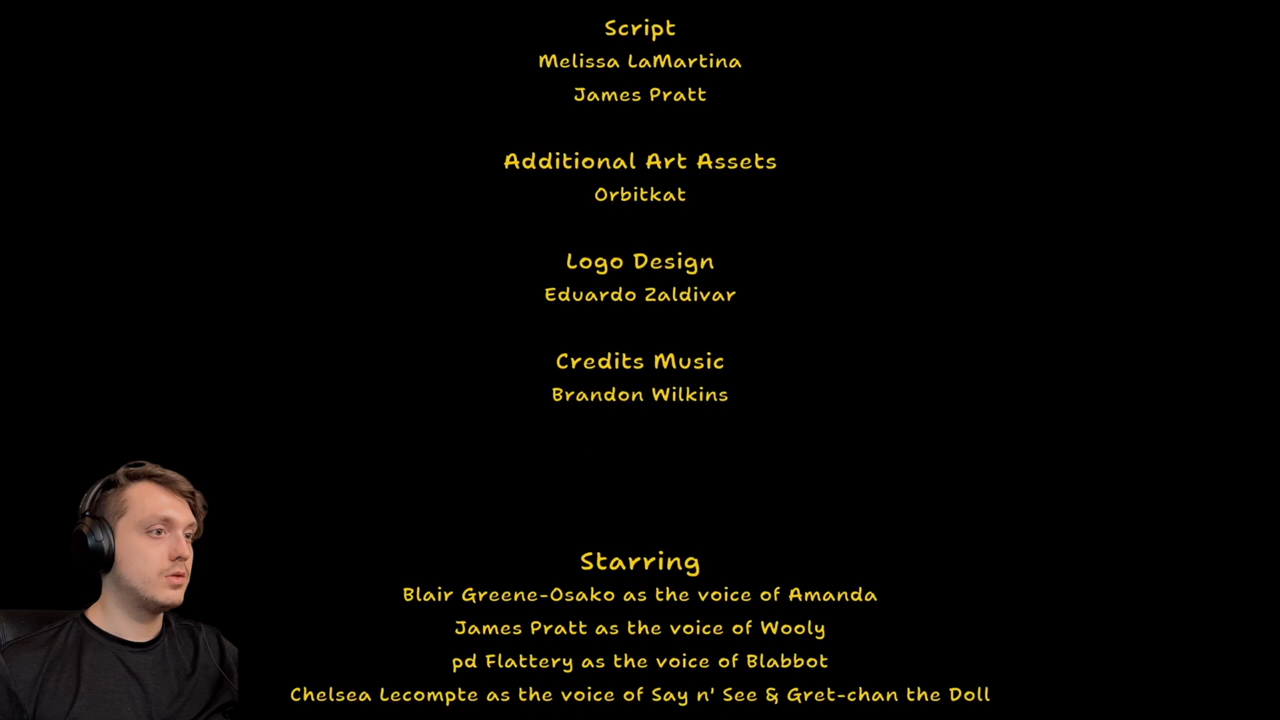 Script
Melissa LaMartina
James Pratt
Additional Art Assets
Orbitkat
Logo Design
Eduardo Zaldivar
Credits Music
Brandon Wilkins
Starring
Blair Greene-Osako as the voice of Amanda
James Pratt as the voice of Wooly
pd Flattery as the voice of Blabbot
Chelsea Lecompte as the voice of Say n' See & Gret-chan the Doll